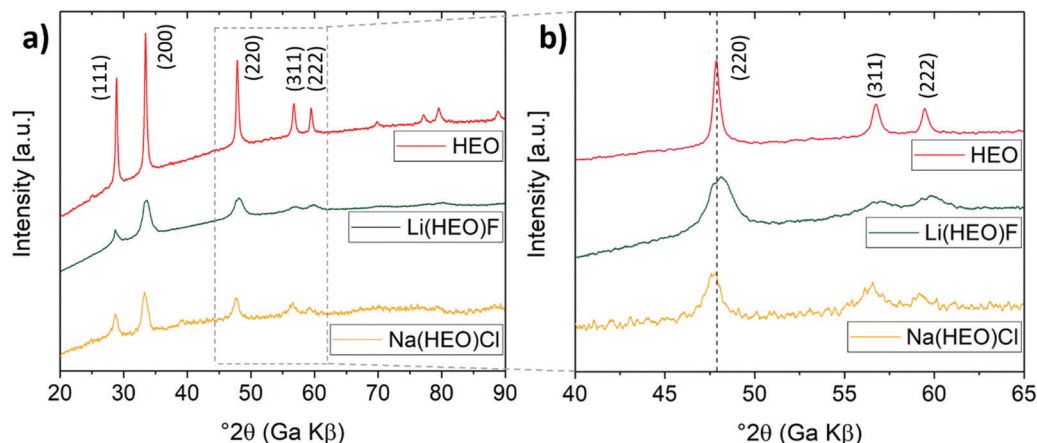 a)
Intensity [a.u.]
(111)
(200)
(220)
(311)
(222)
HEO
Li(HEO)F
Na(HEO)Cl
20 30 40 50 60 70 80 90
°2θ (Ga Kβ)
b)
Intensity [a.u.]
(220)
(311)
(222)
HEO
Li(HEO)F
Na(HEO)Cl
40 45 50 55 60 65
°2θ (Ga Kβ)